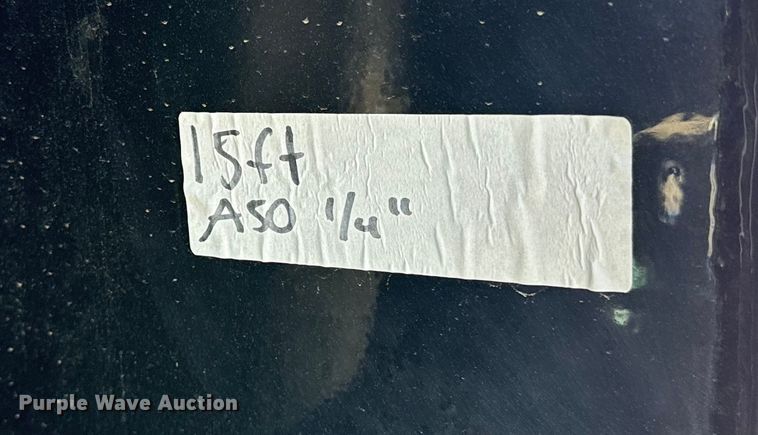 15ft
A50 1/4"
Purple Wave Auction